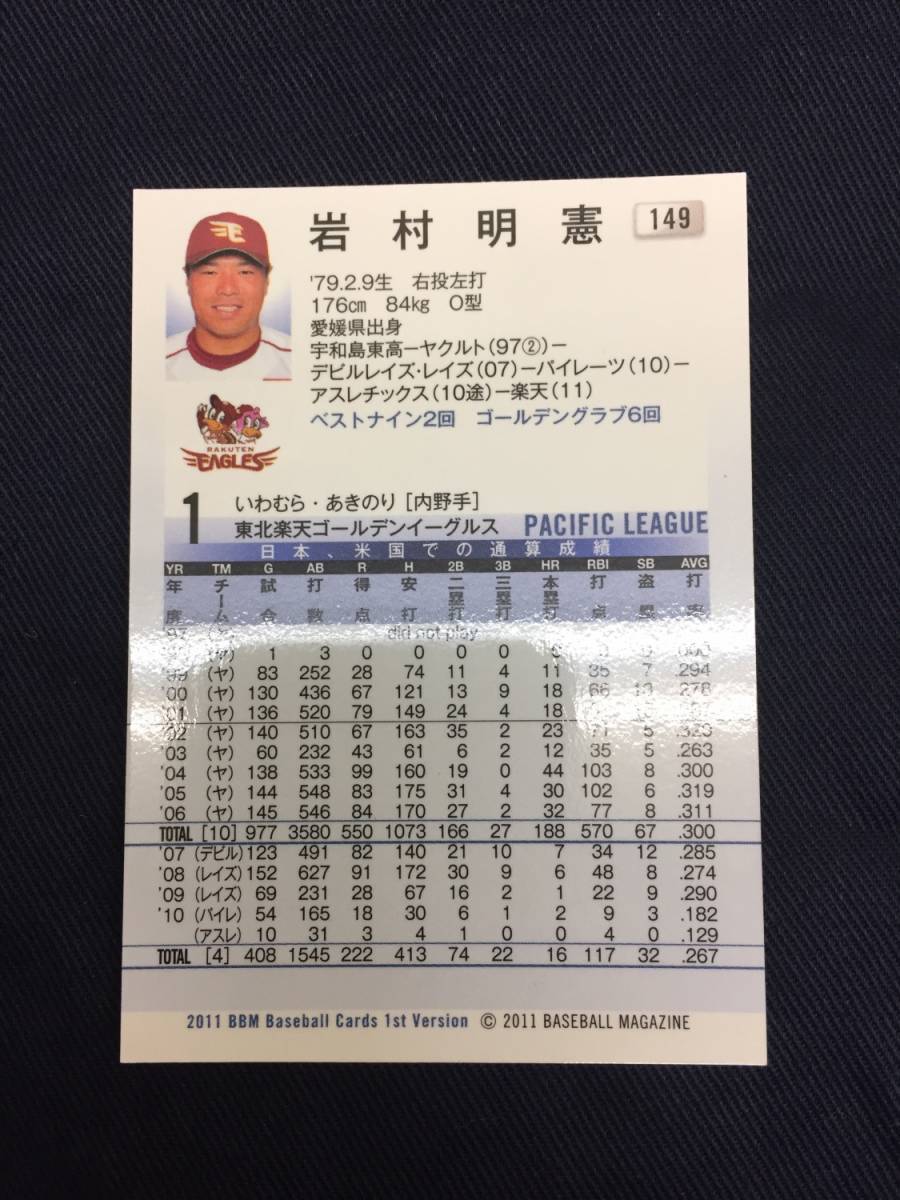 岩村明憲 149
'79.2.9生 右投左打
176cm 84kg O型
愛媛県出身
宇和島東高ーヤクルト(97②)ー
デビルレイズ・レイズ(07)ーパイレーツ(10)ー
アスレチックス(10途)ー楽天(11)
ベストナイン2回 ゴールデングラブ6回
RAKUTEN
EAGLES
1
いわむら・あきのり[内野手]
東北楽天ゴールデンイーグルス PACIFIC LEAGUE
日本、米国での通算成績
YR TM G AB R H 2B 3B HR RBI SB AVG
年度 チーム 試合 打数 得点 安打 二塁打 三塁打 本塁打 打点 盗塁 打率
'97 did not play
(ヤ) 1 3 0 0 0 0 .000
'99 (ヤ) 83 252 28 74 11 4 11 35 7 .294
'00 (ヤ) 130 436 67 121 13 9 18 66 13 .278
'01 (ヤ) 136 520 79 149 24 4 18
'02 (ヤ) 140 510 67 163 35 2 23 71 5
'03 (ヤ) 60 232 43 61 6 2 12 35 5 .263
'04 (ヤ) 138 533 99 160 19 0 44 103 8 .300
'05 (ヤ) 144 548 83 175 31 4 30 102 6 .319
'06 (ヤ) 145 546 84 170 27 2 32 77 8 .311
TOTAL [10] 977 3580 550 1073 166 27 188 570 67 .300
'07 (デビル) 123 491 82 140 21 10 7 34 12 .285
'08 (レイズ) 152 627 91 172 30 9 6 48 8 .274
'09 (レイズ) 69 231 28 67 16 2 1 22 9 .290
'10 (パイレ) 54 165 18 30 6 1 2 9 3 .182
(アスレ) 10 31 3 4 1 0 0 4 0 .129
TOTAL [4] 408 1545 222 413 74 22 16 117 32 .267
2011 BBM Baseball Cards 1st Version © 2011 BASEBALL MAGAZINE